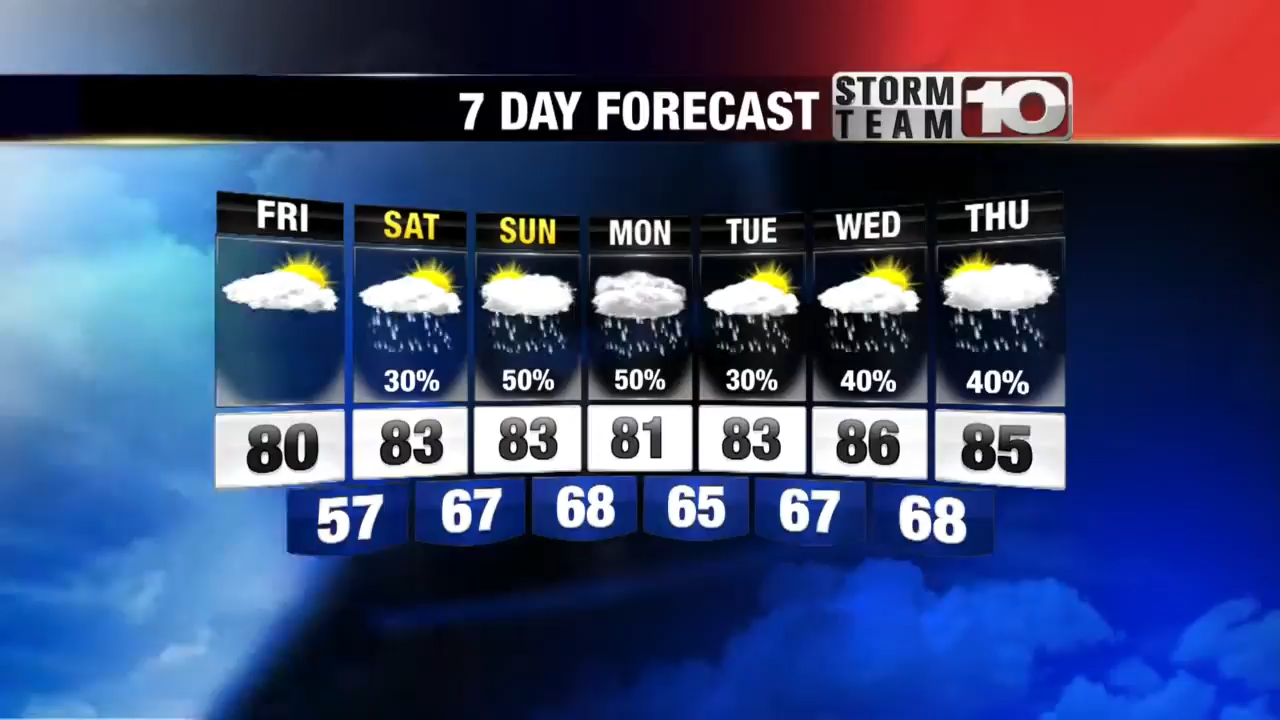 7 DAY FORECAST STORM TEAM 10
FRI SAT SUN MON TUE WED THU
30% 50% 50% 30% 40% 40%
80 83 83 81 83 86 85
57 67 68 65 67 68